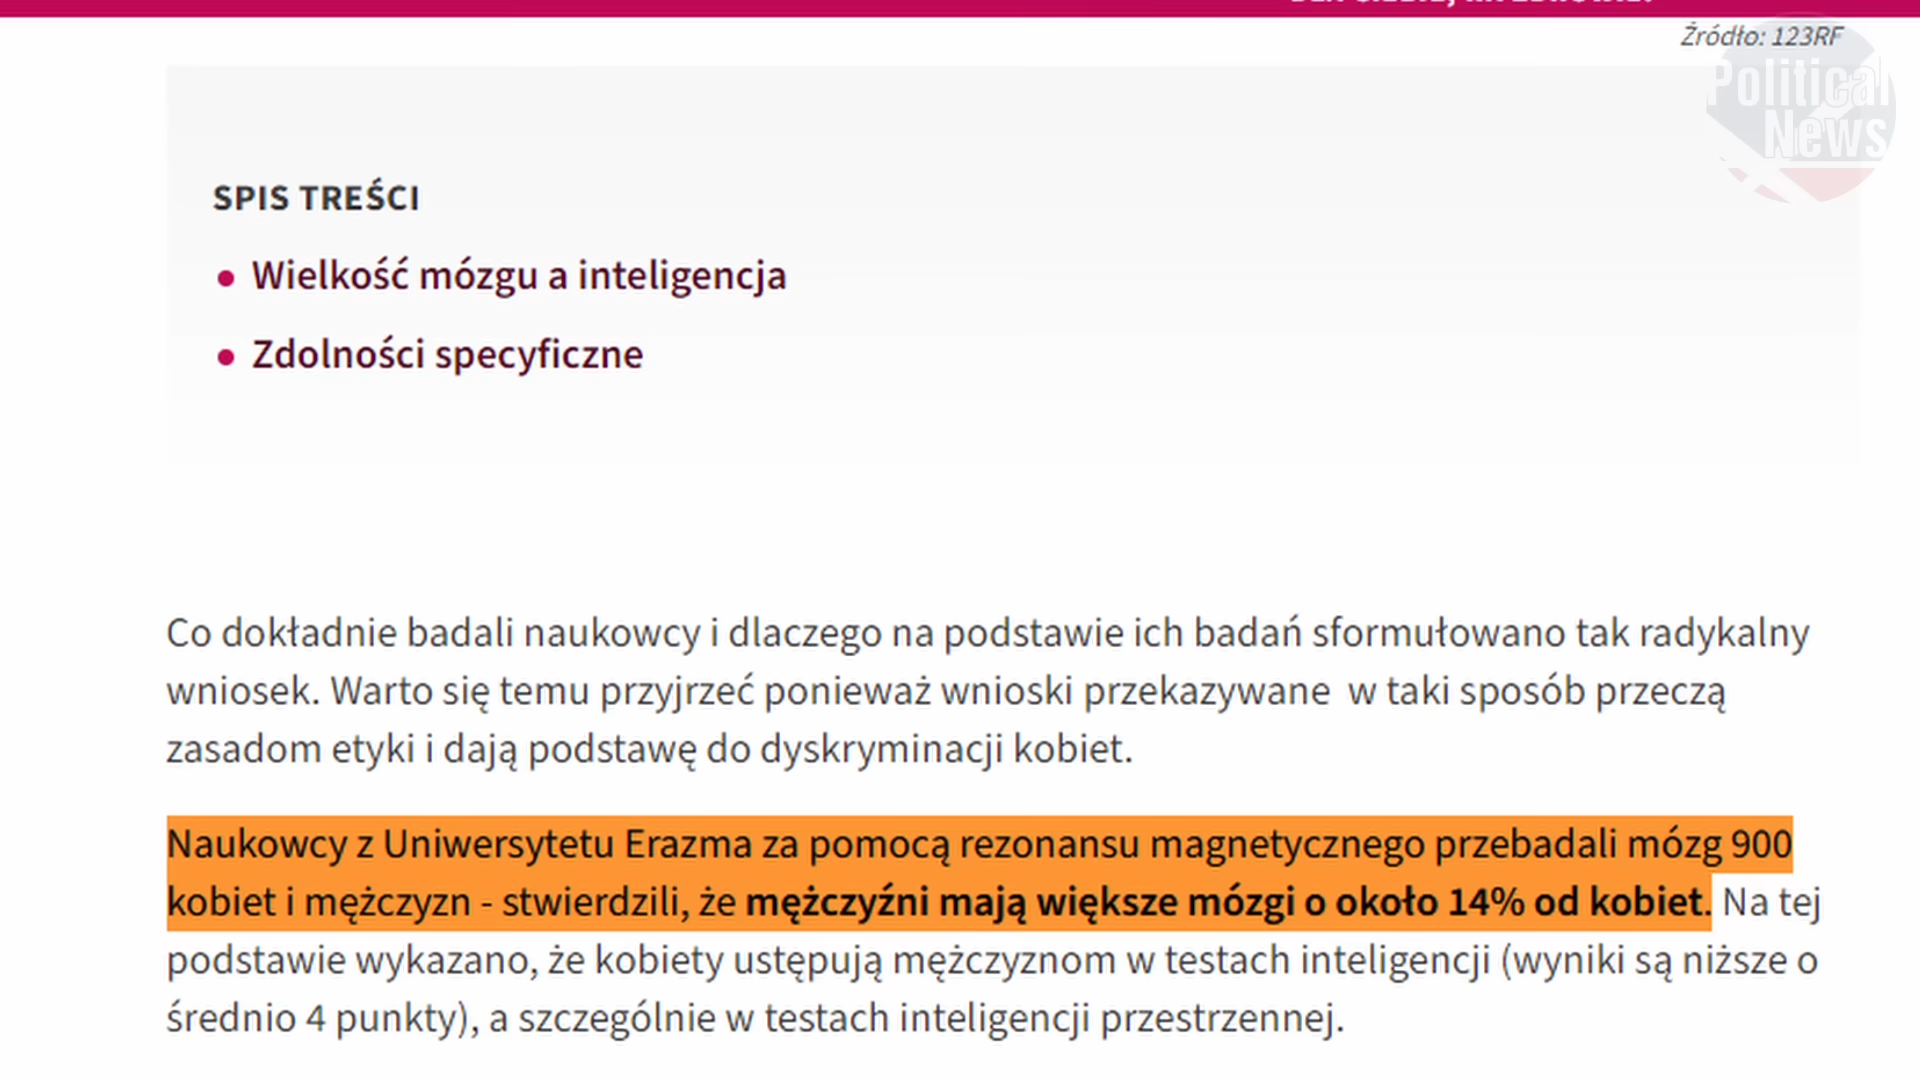 Źródło: 123RF
Political
News
SPIS TREŚCI
Wielkość mózgu a inteligencja
Zdolności specyficzne
Co dokładnie badali naukowcy i dlaczego na podstawie ich badań sformułowano tak radykalny
wniosek. Warto się temu przyjrzeć ponieważ wnioski przekazywane w taki sposób przeczą
zasadom etyki i dają podstawę do dyskryminacji kobiet.
Naukowcy z Uniwersytetu Erazma za pomocą rezonansu magnetycznego przebadali mózg 900
kobiet i mężczyzn - stwierdzili, że mężczyźni mają większe mózgi o około 14% od kobiet. Na tej
podstawie wykazano, że kobiety ustępują mężczyznom w testach inteligencji (wyniki są niższe o
średnio 4 punkty), a szczególnie w testach inteligencji przestrzennej.